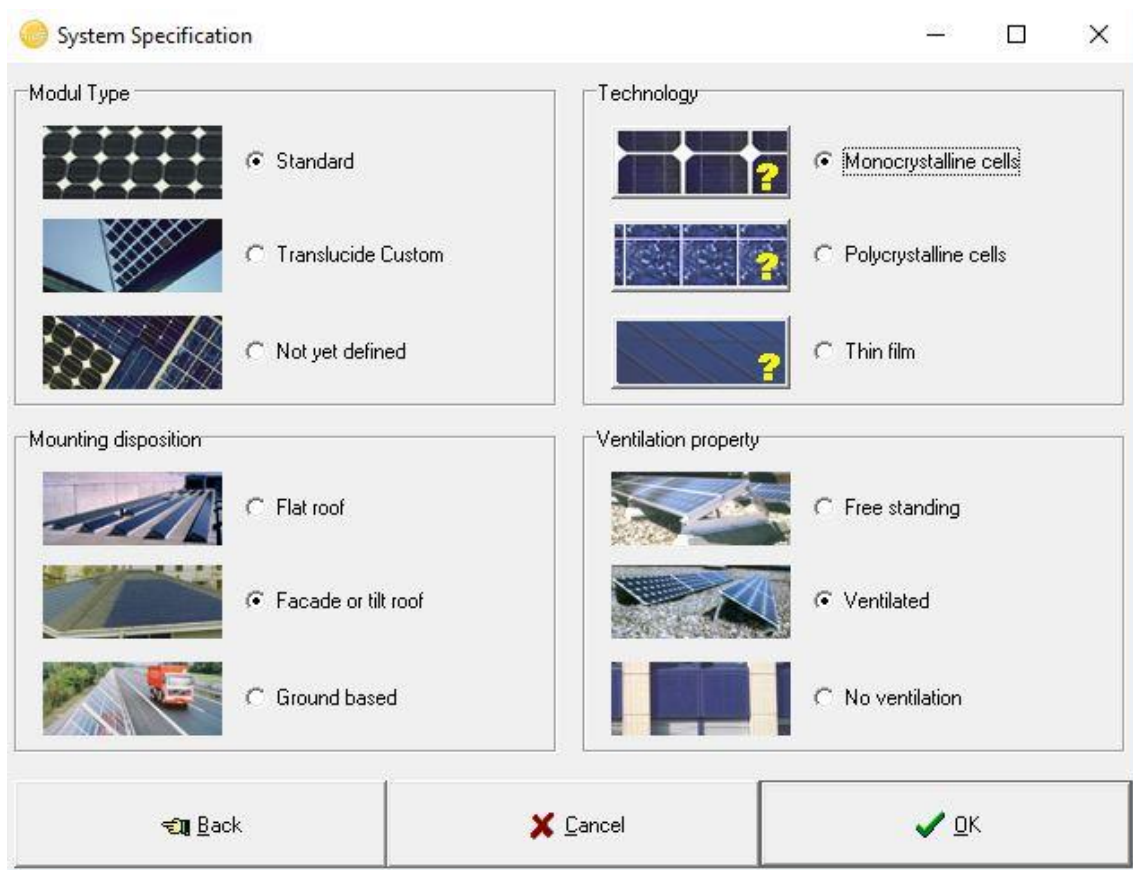 System Specification
Modul Type
Standard
Translucide Custom
Not yet defined
Technology
?
Monocrystalline cells
?
Polycrystalline cells
?
Thin film
Mounting disposition
Flat roof
Facade or tilt roof
Ground based
Ventilation property
Free standing
Ventilated
No ventilation
Back
Cancel
OK